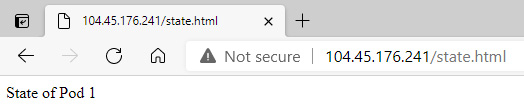 104.45.176.241/state.html
Not secure | 104.45.176.241/state.html
State of Pod 1